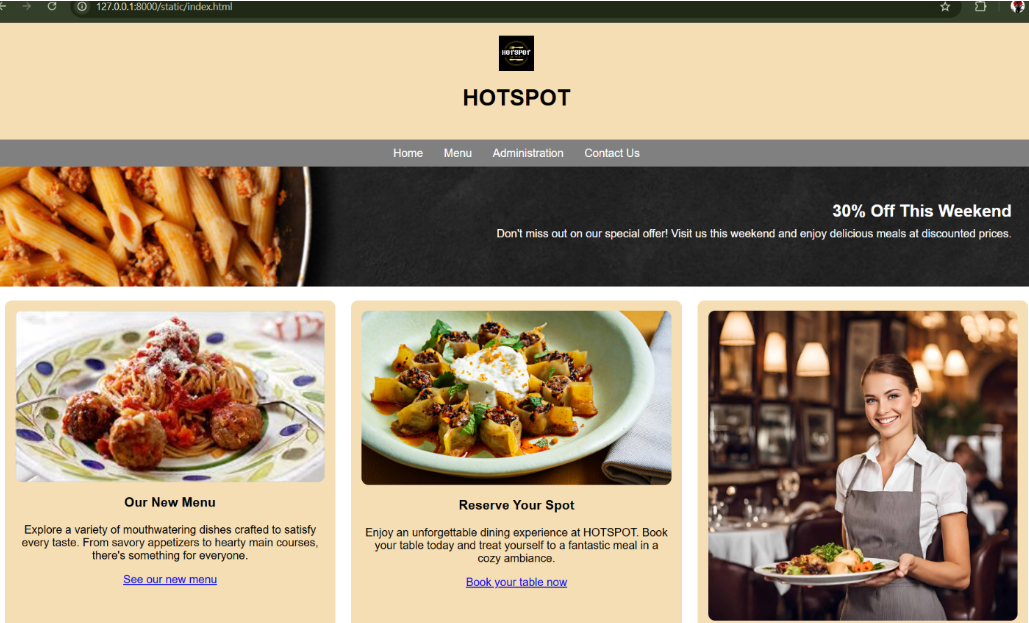 127.0.0.1:8000/static/index.html
HOTSPOT
HOTSPOT
Home Menu Administration Contact Us
30% Off This Weekend
Don't miss out on our special offer! Visit us this weekend and enjoy delicious meals at discounted prices.
Our New Menu
Explore a variety of mouthwatering dishes crafted to satisfy
every taste. From savory appetizers to hearty main courses,
there's something for everyone.
See our new menu
Reserve Your Spot
Enjoy an unforgettable dining experience at HOTSPOT. Book
your table today and treat yourself to a fantastic meal in a
cozy ambiance.
Book your table now